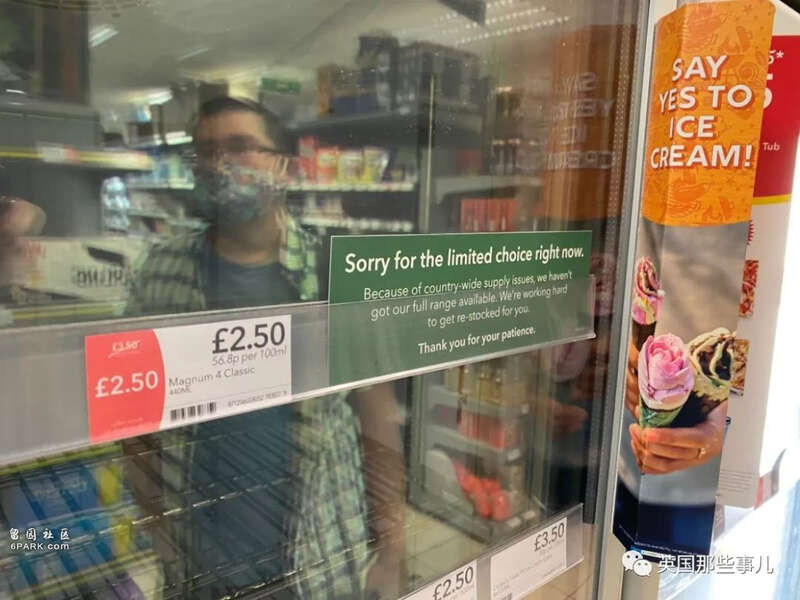 SAY
YES TO
ICE
CREAM!
Tub
Sorry for the limited choice right now.
Because of country-wide supply issues, we haven't
got our full range available. We're working hard
to get re-stocked for you.
Thank you for your patience.
£3.50
£2.50
£2.50
56.8p per 100ml
Magnum 4 Classic
440ML
£2.50
£3.50
留园社区
6PARK.COM
英国那些事儿